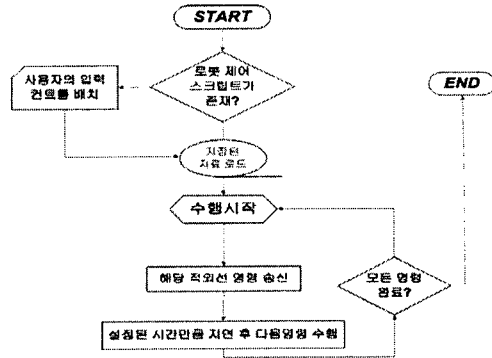 START
로봇 제어
스크립트가
존재?
사용자의 입력
컨트롤 배치
END
저장된
자료 로드
수행시작
해당 적외선 명령 송신
모든 명령
완료?
설정된 시간만큼 지연 후 다음명령 수행